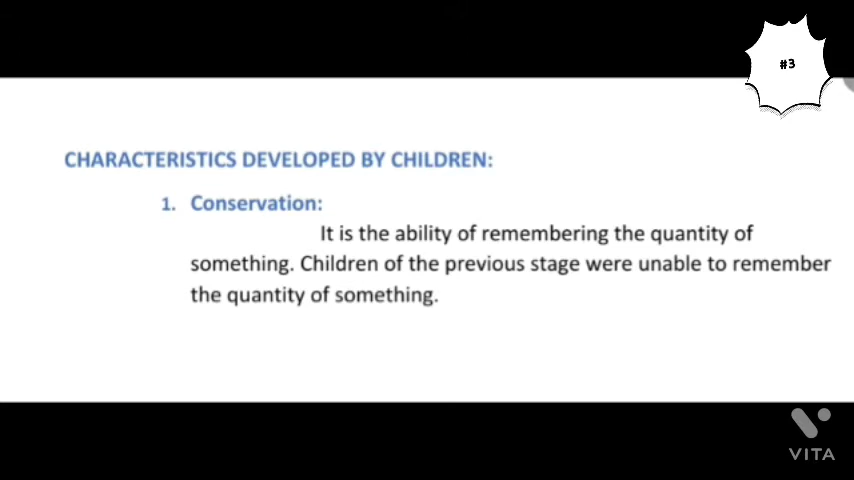 #3
CHARACTERISTICS DEVELOPED BY CHILDREN:
1. Conservation:
It is the ability of remembering the quantity of
something. Children of the previous stage were unable to remember
the quantity of something.
VITA